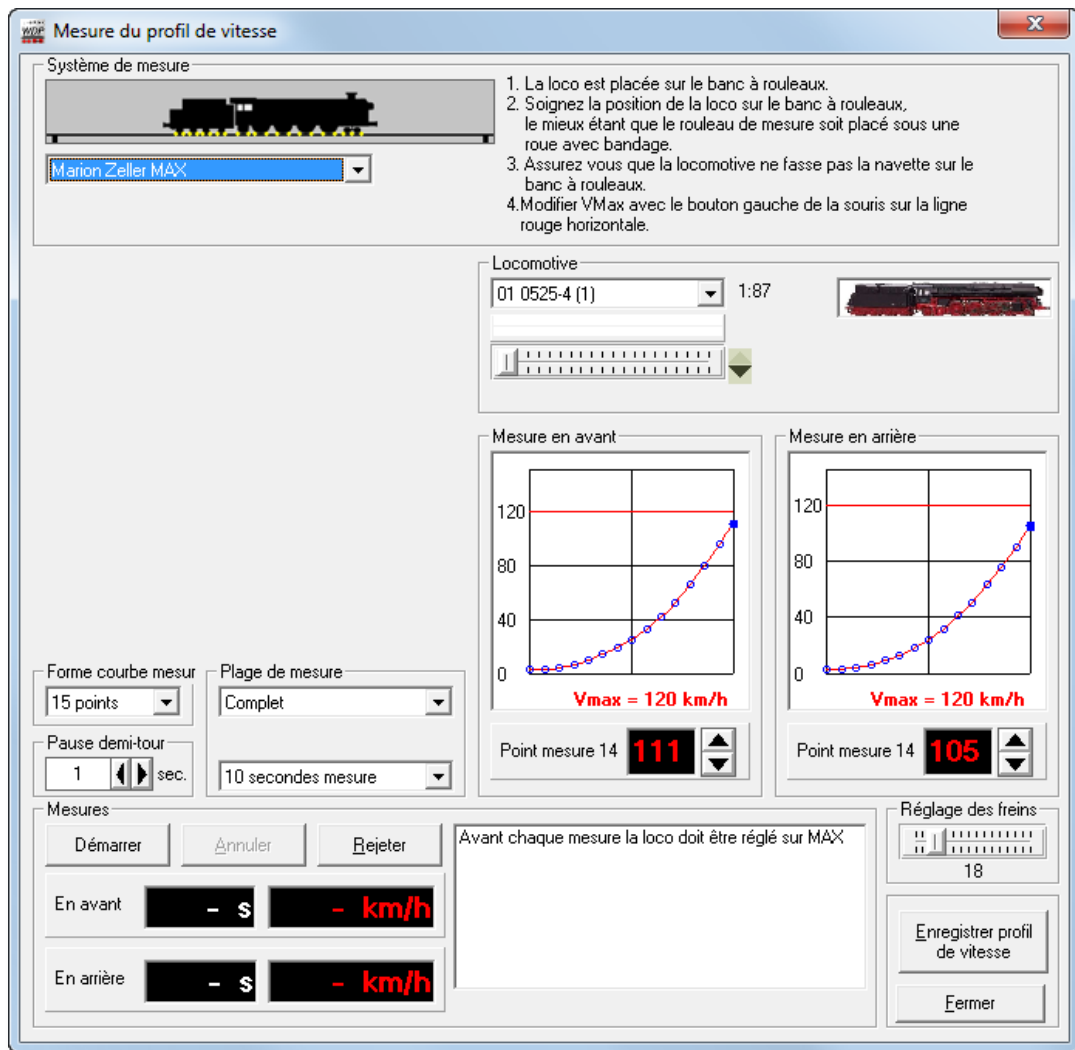 WDP Mesure du profil de vitesse
X
Système de mesure
Marion Zeller MAX
1. La loco est placée sur le banc à rouleaux.
2. Soignez la position de la loco sur le banc à rouleaux,
le mieux étant que le rouleau de mesure soit placé sous une
roue avec bandage.
3. Assurez vous que la locomotive ne fasse pas la navette sur le
banc à rouleaux.
4.Modifier VMax avec le bouton gauche de la souris sur la ligne
rouge horizontale.
Locomotive
01 0525-4 (1)
1:87
Mesure en avant
120
80
40
0
Vmax = 120 km/h
Point mesure 14 111
Mesure en arrière
120
80
40
0
Vmax = 120 km/h
Point mesure 14 105
Forme courbe mesur
15 points
Plage de mesure
Complet
Pause demi-tour
1 sec.
10 secondes mesure
Mesures
Démarrer
Annuler
Rejeter
En avant - s - km/h
En arrière - s - km/h
Avant chaque mesure la loco doit être réglé sur MAX
Réglage des freins
18
Enregistrer profil
de vitesse
Fermer